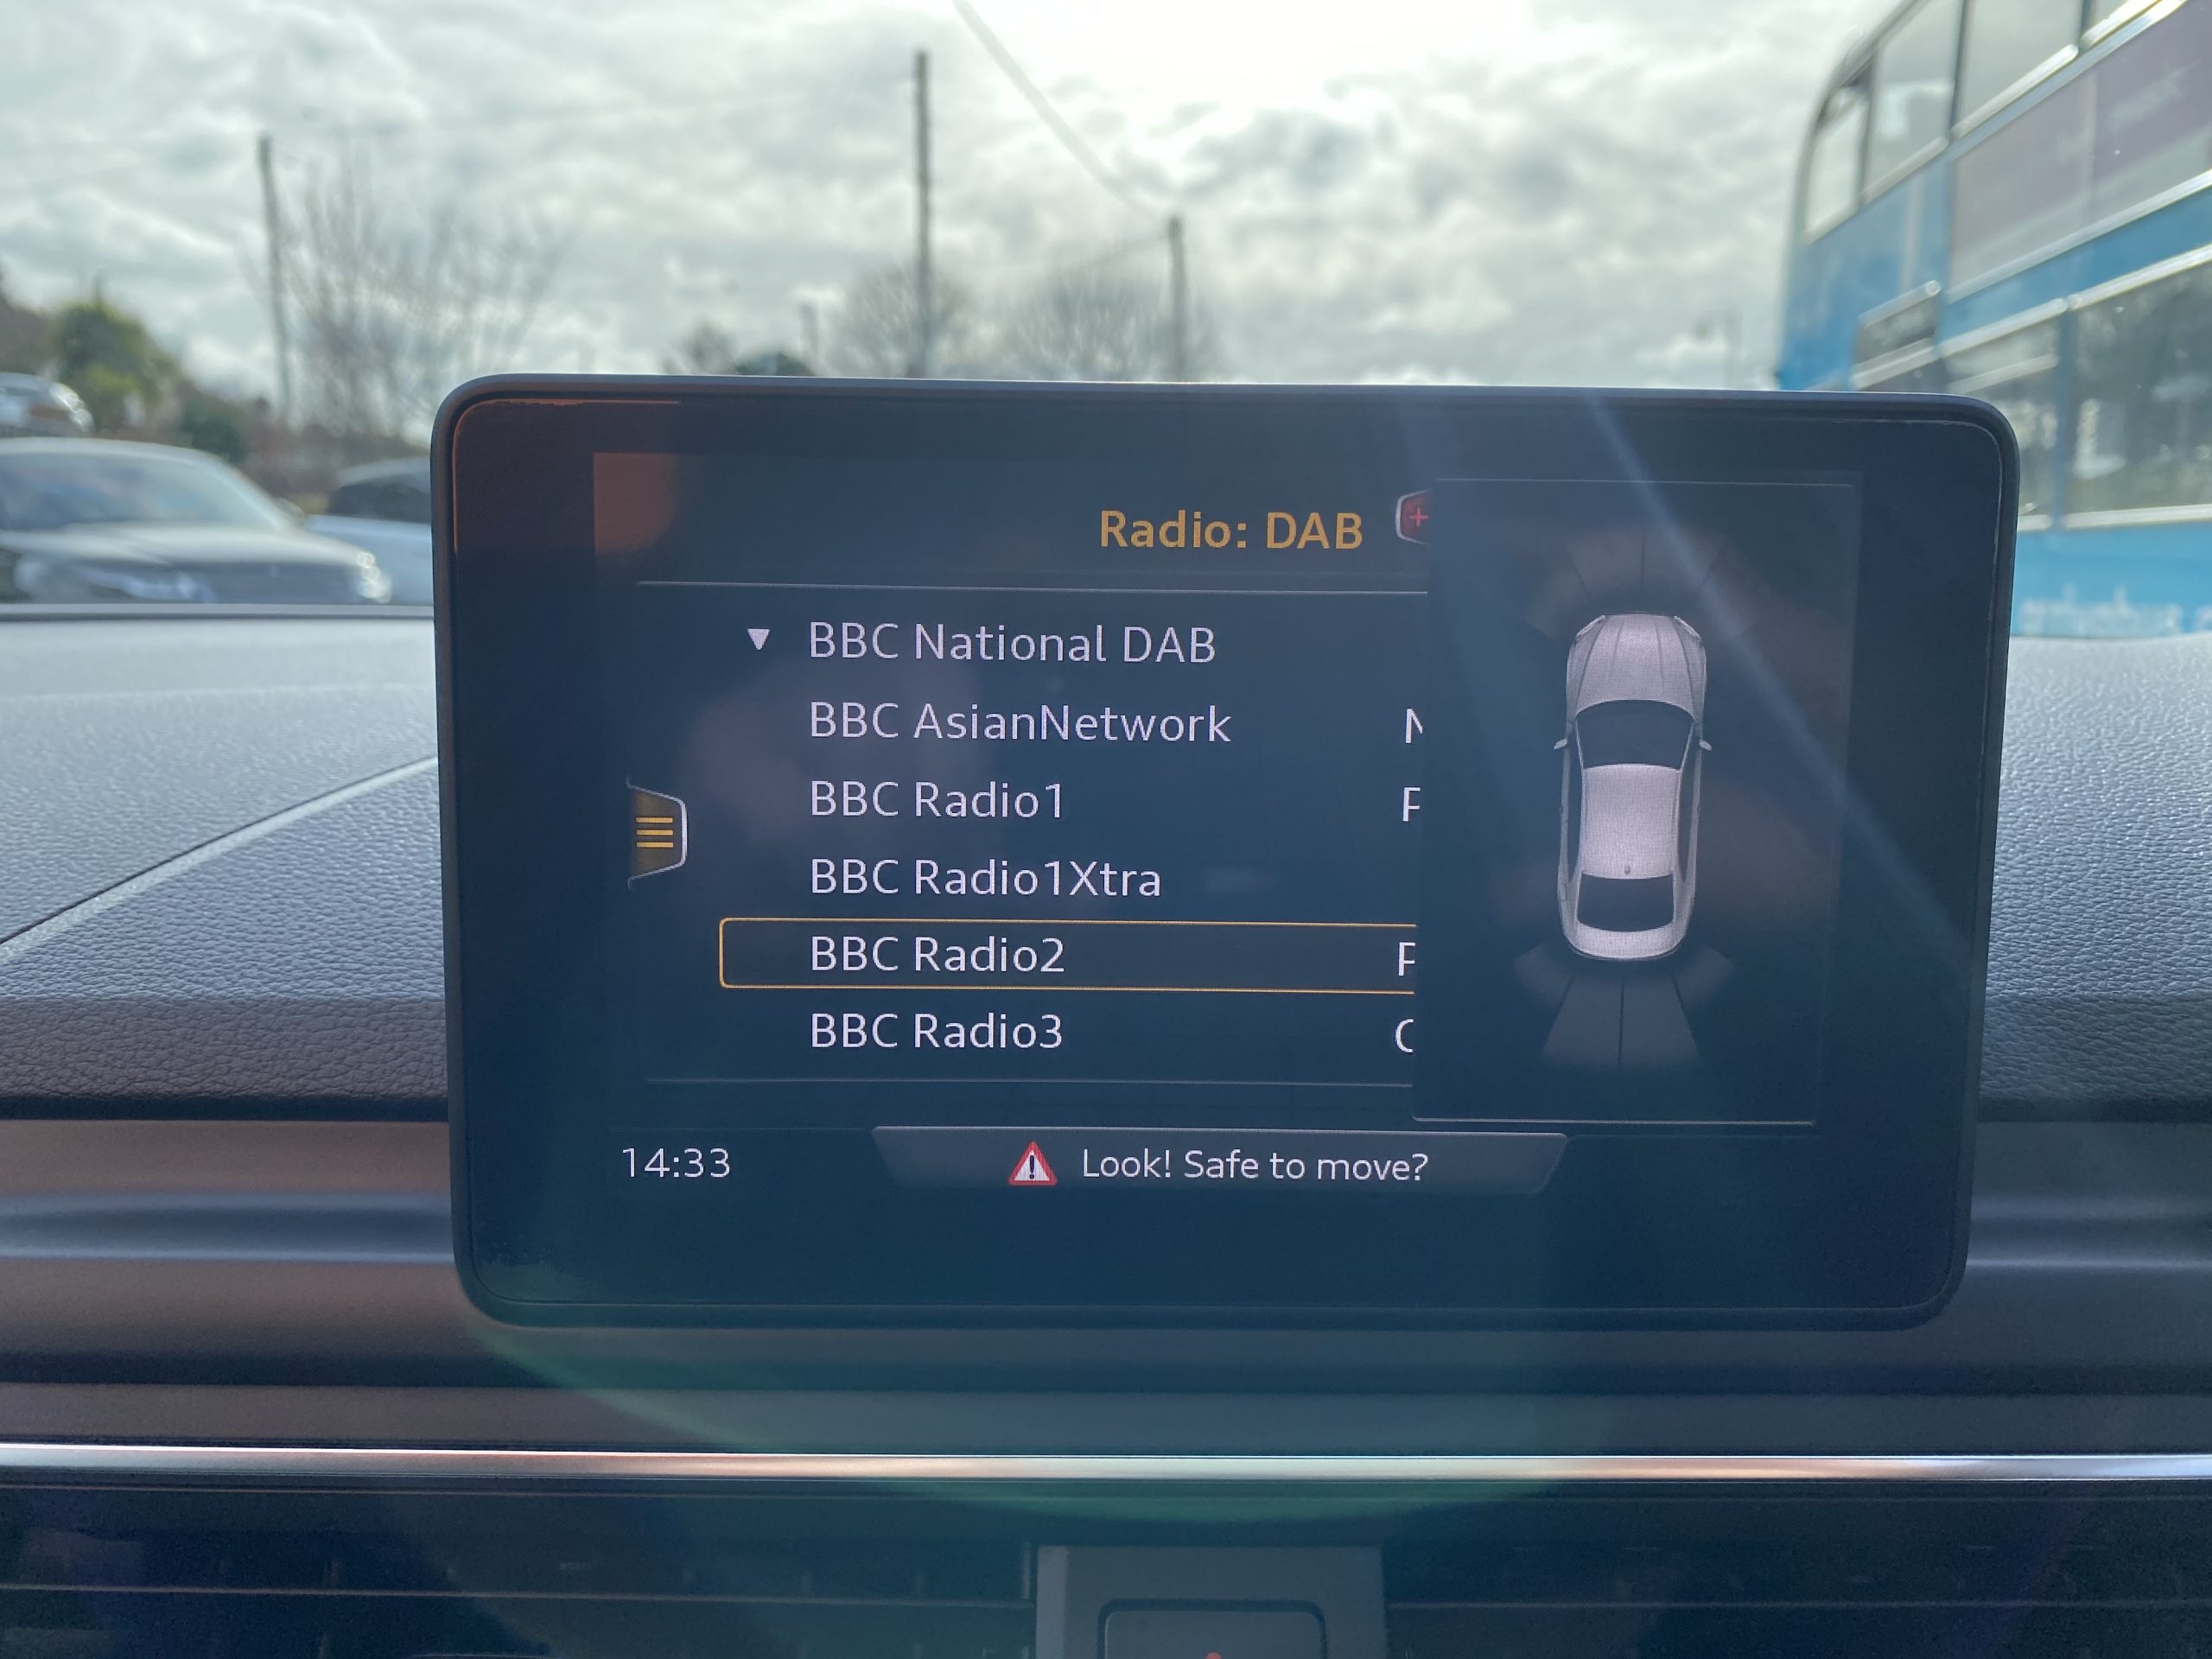 Radio: DAB
BBC National DAB
BBC AsianNetwork
BBC Radio1
BBC Radio1Xtra
BBC Radio2
BBC Radio3
14:33
Look! Safe to move?